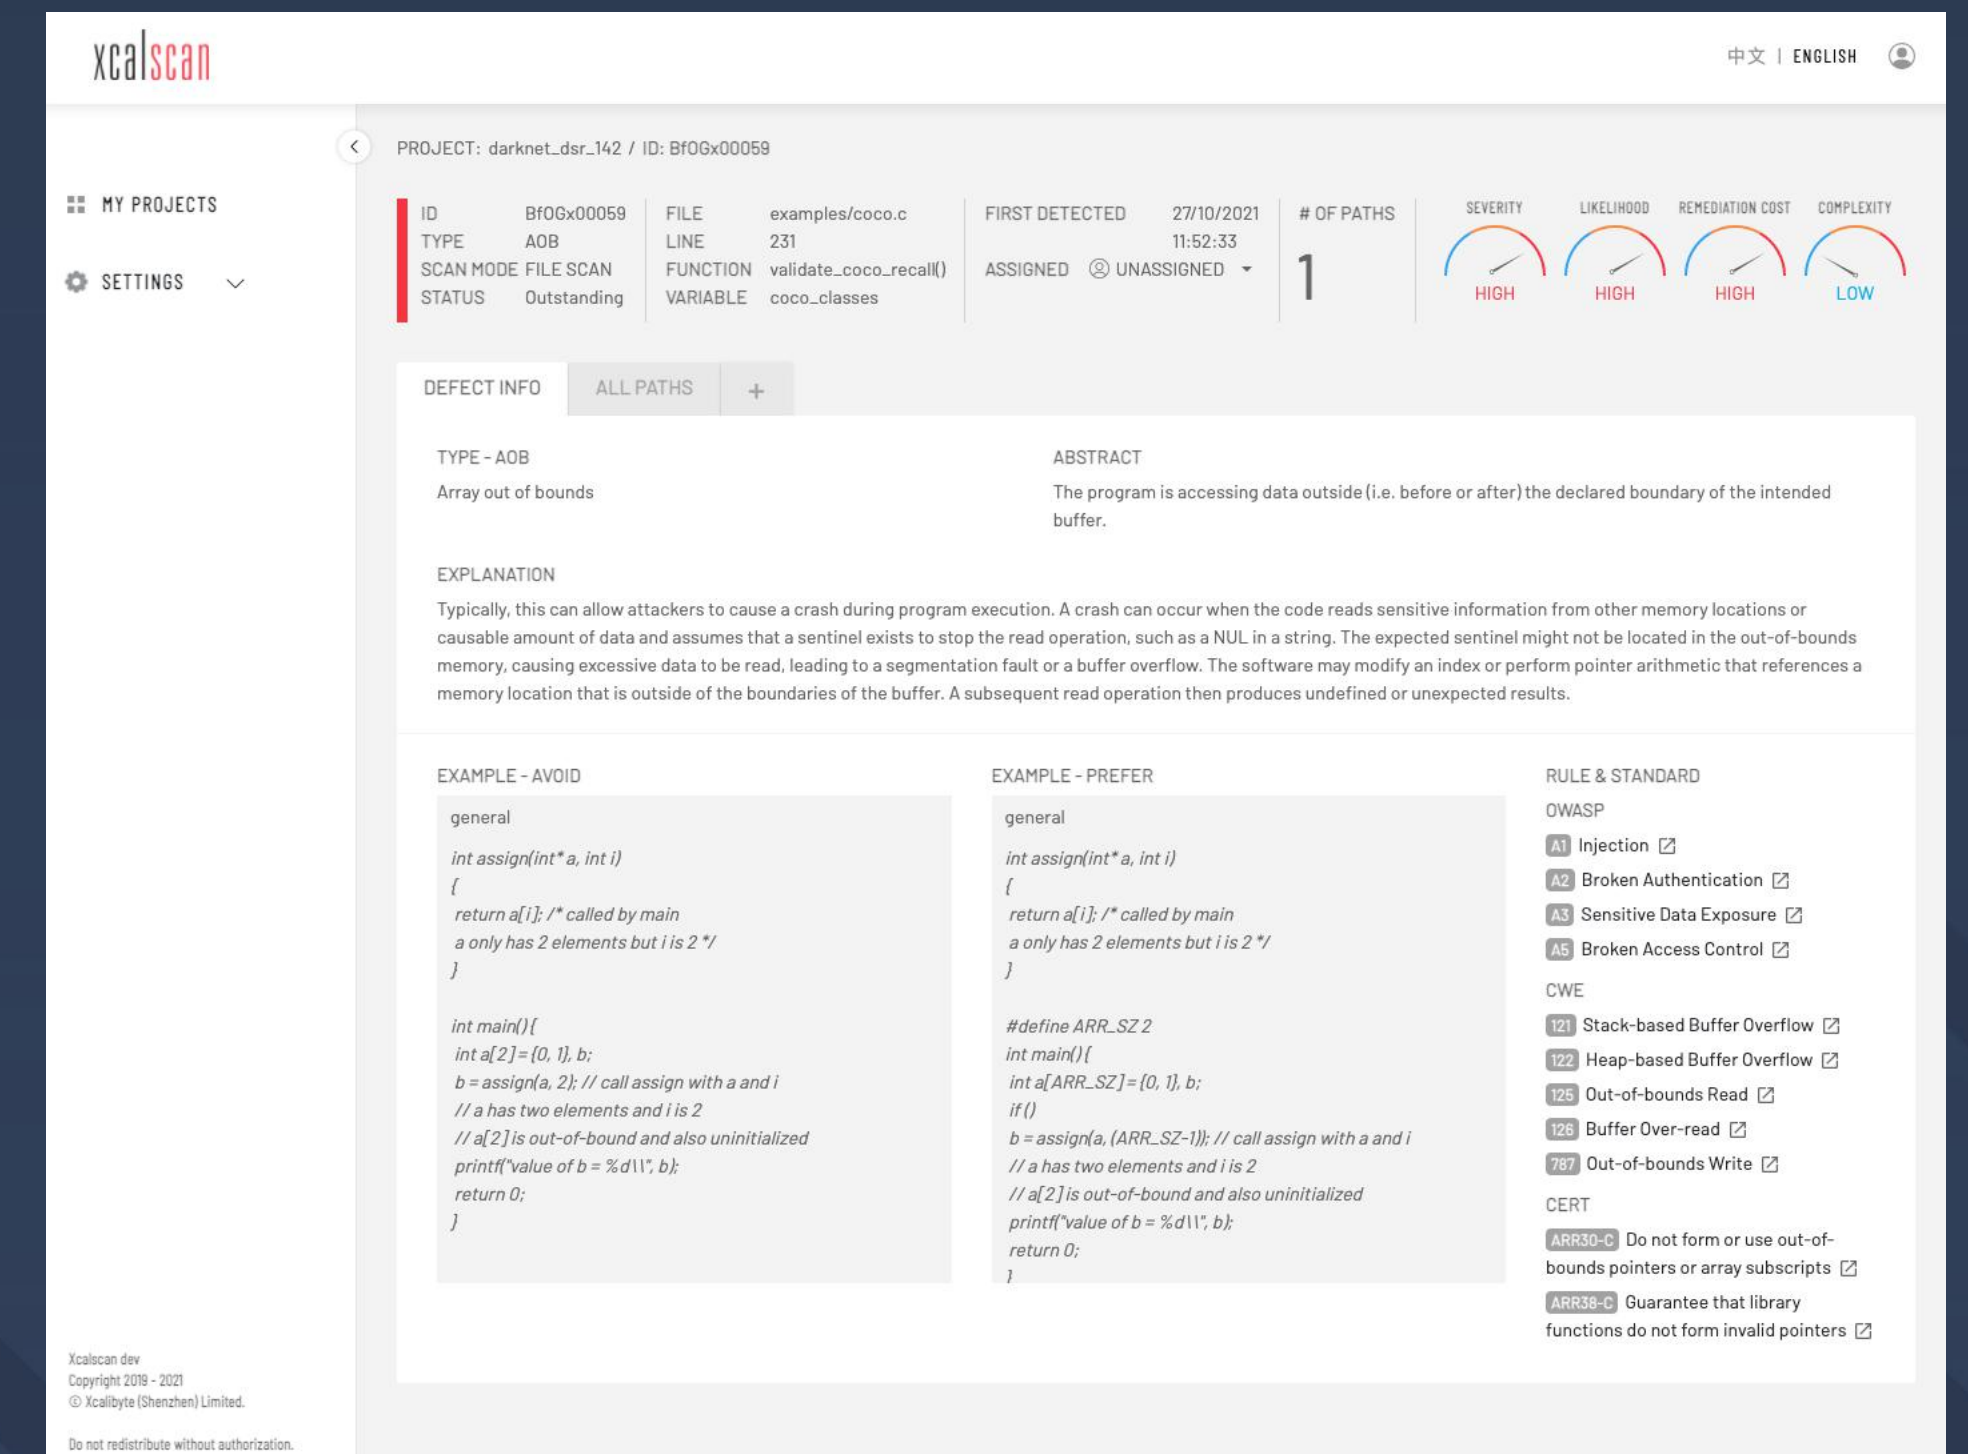 xcalscan
中文 | ENGLISH
MY PROJECTS
SETTINGS
PROJECT: darknet_dsr_142 / ID: BfOGx00059
ID BfOGx00059
TYPE AOB
SCAN MODE FILE SCAN
STATUS Outstanding
FILE examples/coco.c
LINE 231
FUNCTION validate_coco_recall()
VARIABLE coco_classes
FIRST DETECTED 27/10/2021
11:52:33
ASSIGNED UNASSIGNED
# OF PATHS
1
SEVERITY LIKELIHOOD REMEDIATION COST COMPLEXITY
HIGH HIGH HIGH LOW
DEFECT INFO ALL PATHS +
TYPE - AOB
Array out of bounds
ABSTRACT
The program is accessing data outside (i.e. before or after) the declared boundary of the intended
buffer.
EXPLANATION
Typically, this can allow attackers to cause a crash during program execution. A crash can occur when the code reads sensitive information from other memory locations or
causable amount of data and assumes that a sentinel exists to stop the read operation, such as a NUL in a string. The expected sentinel might not be located in the out-of-bounds
memory, causing excessive data to be read, leading to a segmentation fault or a buffer overflow. The software may modify an index or perform pointer arithmetic that references a
memory location that is outside of the boundaries of the buffer. A subsequent read operation then produces undefined or unexpected results.
EXAMPLE - AVOID
general
int assign(int* a, int i)
{
return a[i]; /* called by main
a only has 2 elements but i is 2 */
}
int main(){
int a[2] = {0, 1}, b;
b = assign(a, 2); // call assign with a and i
// a has two elements and i is 2
// a[2] is out-of-bound and also uninitialized
printf("value of b = %d\\", b);
return 0;
}
EXAMPLE - PREFER
general
int assign(int* a, int i)
{
return a[i]; /* called by main
a only has 2 elements but i is 2 */
}
#define ARR_SZ 2
int main(){
int a[ARR_SZ] = {0, 1}, b;
if ()
b = assign(a, (ARR_SZ-1)); // call assign with a and i
// a has two elements and i is 2
// a[2] is out-of-bound and also uninitialized
printf("value of b = %d\\", b);
return 0;
}
RULE & STANDARD
OWASP
A1 Injection
A2 Broken Authentication
A3 Sensitive Data Exposure
A5 Broken Access Control
CWE
121 Stack-based Buffer Overflow
122 Heap-based Buffer Overflow
125 Out-of-bounds Read
126 Buffer Over-read
787 Out-of-bounds Write
CERT
ARR30-C Do not form or use out-of-
bounds pointers or array subscripts
ARR38-C Guarantee that library
functions do not form invalid pointers
Xcalscan dev
Copyright 2019 - 2021
© Xcalibyte (Shenzhen) Limited.
Do not redistribute without authorization.